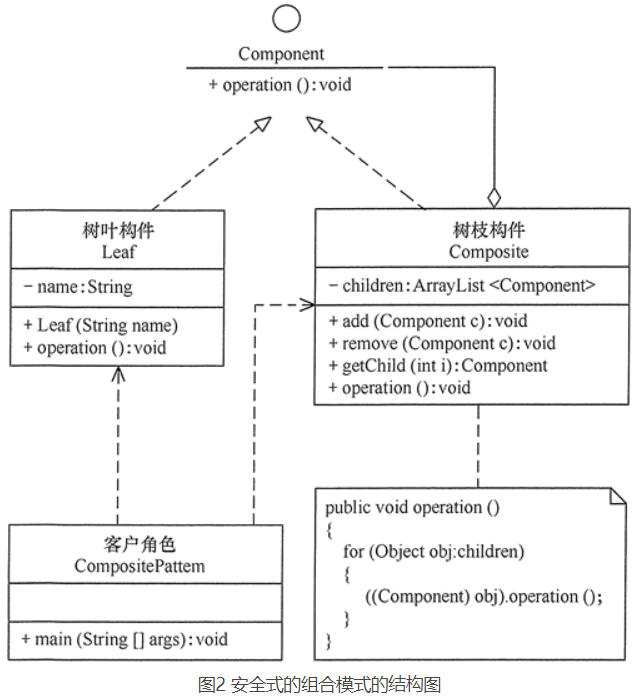 Component
+ operation ():void
树叶构件
Leaf
− name:String
+ Leaf (String name)
+ operation ():void
树枝构件
Composite
− children:ArrayList <Component>
+ add (Component c):void
+ remove (Component c):void
+ getChild (int i):Component
+ operation ():void
客户角色
CompositePattem
+ main (String [] args):void
public void operation ()
{
for (Object obj:children)
{
((Component) obj).operation ();
}
}
图2 安全式的组合模式的结构图